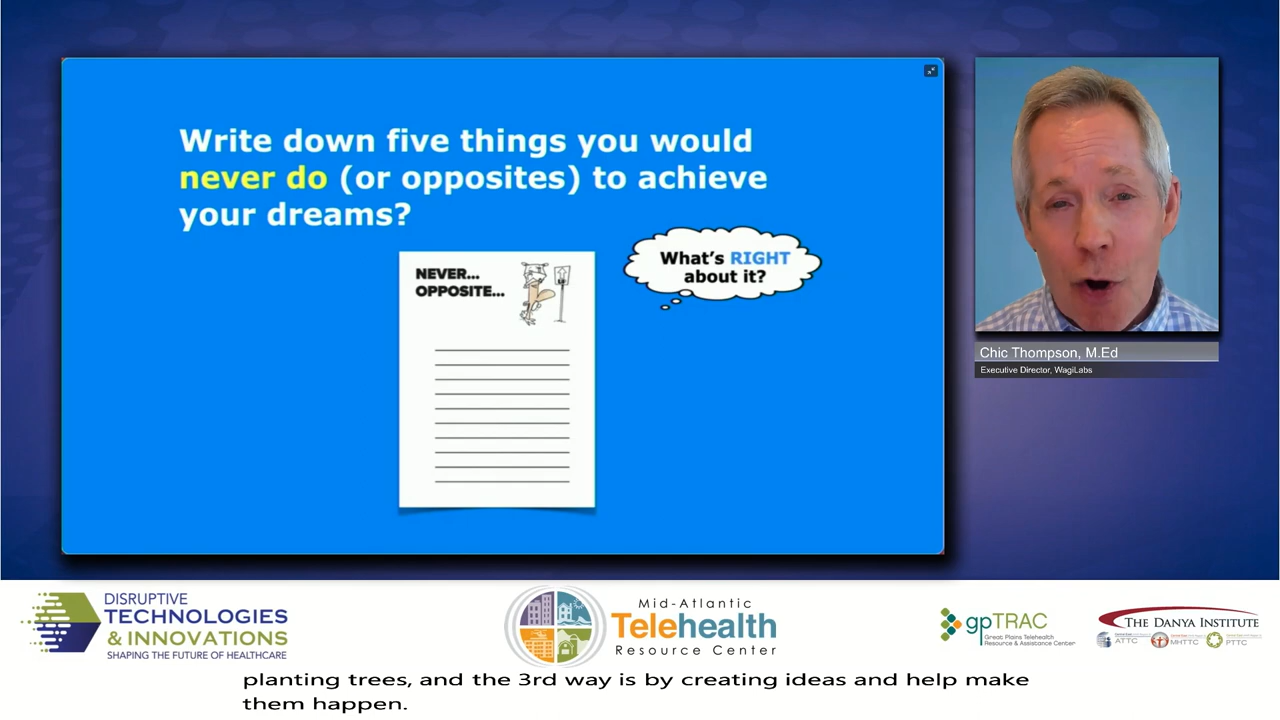 Write down five things you would
never do (or opposites) to achieve
your dreams?
NEVER...
OPPOSITE...
What's RIGHT
about it?
Chic Thompson, M.Ed
Executive Director, WagiLabs
DISRUPTIVE
TECHNOLOGIES
& INNOVATIONS
SHAPING THE FUTURE OF HEALTHCARE
Mid-Atlantic
Telehealth
Resource Center
gpTRAC
Great Plains Telehealth
Resource & Assistance Center
THE DANYA INSTITUTE
ATTC
MHTTC
PTTC
planting trees, and the 3rd way is by creating ideas and help make
them happen.